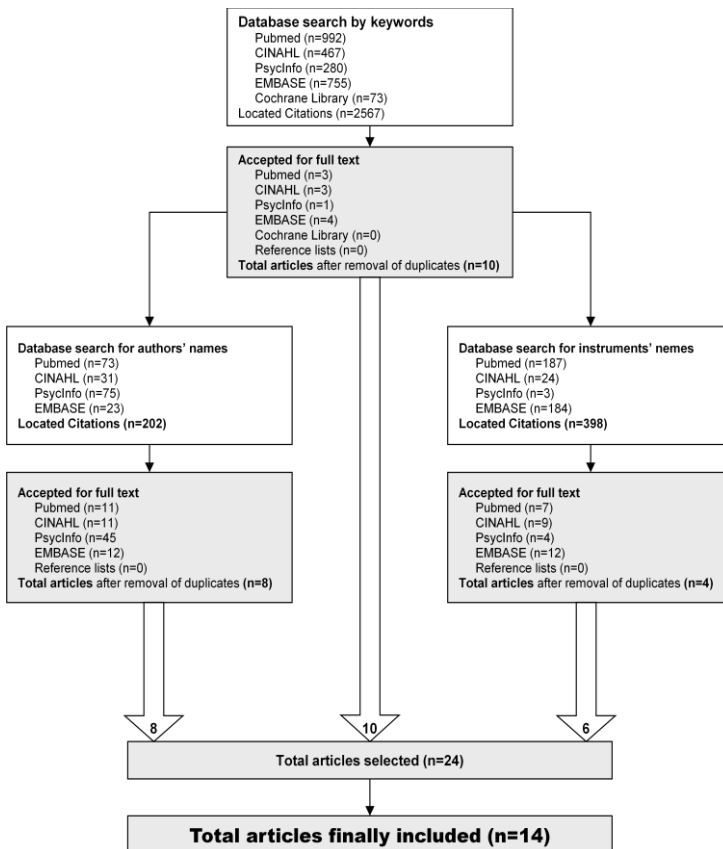 Database search by keywords
Pubmed (n=992)
CINAHL (n=467)
PsycInfo (n=280)
EMBASE (n=755)
Cochrane Library (n=73)
Located Citations (n=2567)
Accepted for full text
Pubmed (n=3)
CINAHL (n=3)
PsycInfo (n=1)
EMBASE (n=4)
Cochrane Library (n=0)
Reference lists (n=0)
Total articles after removal of duplicates (n=10)
Database search for authors' names
Pubmed (n=73)
CINAHL (n=31)
PsycInfo (n=75)
EMBASE (n=23)
Located Citations (n=202)
Database search for instruments' nemes
Pubmed (n=187)
CINAHL (n=24)
PsycInfo (n=3)
EMBASE (n=184)
Located Citations (n=398)
Accepted for full text
Pubmed (n=11)
CINAHL (n=11)
PsycInfo (n=45
EMBASE (n=12)
Reference lists (n=0)
Total articles after removal of duplicates (n=8)
Accepted for full text
Pubmed (n=7)
CINAHL (n=9)
PsycInfo (n=4)
EMBASE (n=12)
Reference lists (n=0)
Total articles after removal of duplicates (n=4)
8
10
6
Total articles selected (n=24)
Total articles finally included (n=14)